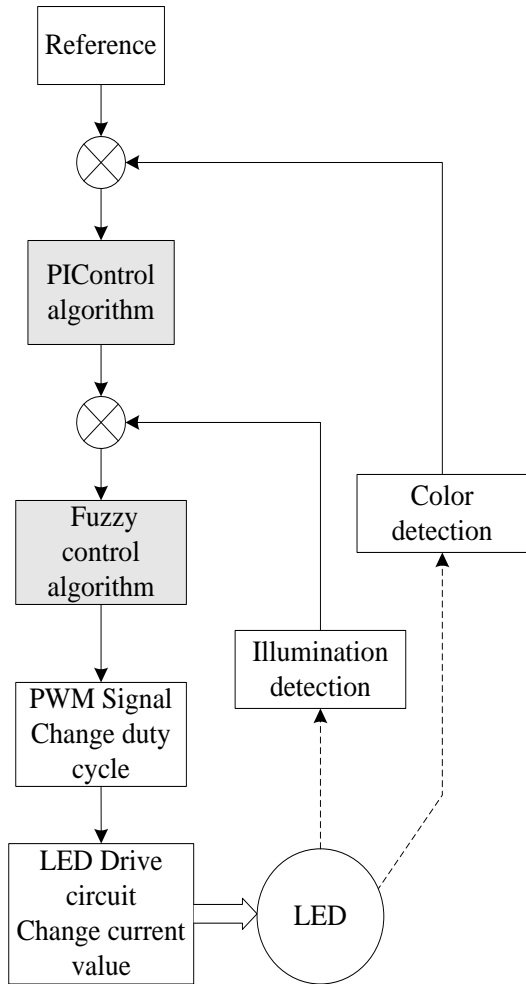 Reference
PIControl
algorithm
Fuzzy
control
algorithm
Color
detection
Illumination
detection
PWM Signal
Change duty
cycle
LED Drive
circuit
Change current
value
LED